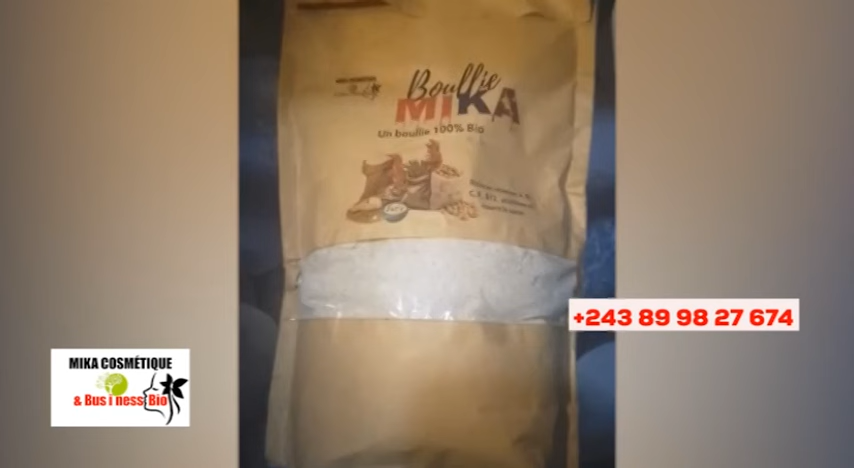 Boullie
MIKA
Un boullie 100% Bio
+243 89 98 27 674
MIKA COSMÉTIQUE
& Bus i ness Bio